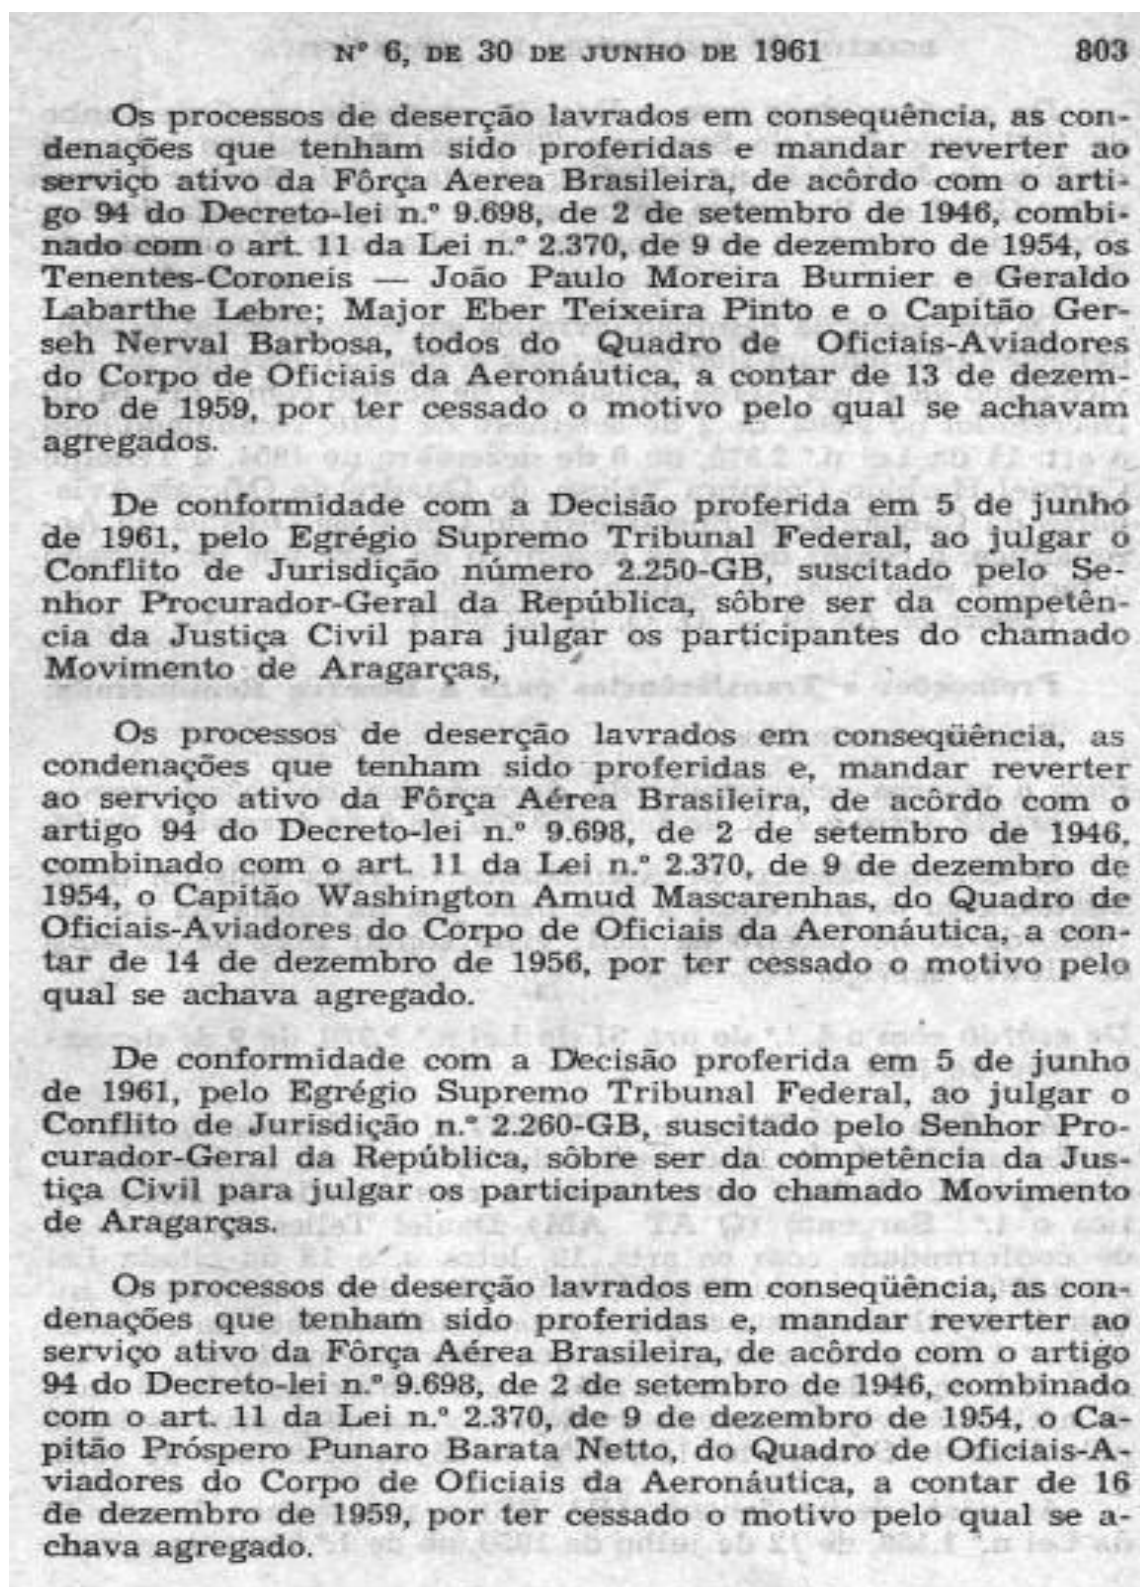 Nº 6, DE 30 DE JUNHO DE 1961 803
Os processos de deserção lavrados em consequência, as con-
denações que tenham sido proferidas e mandar reverter ao
serviço ativo da Fôrça Aerea Brasileira, de acôrdo com o arti-
go 94 do Decreto-lei n.º 9.698, de 2 de setembro de 1946, combi-
nado com o art. 11 da Lei n.º 2.370, de 9 de dezembro de 1954, os
Tenentes-Coroneis — João Paulo Moreira Burnier e Geraldo
Labarthe Lebre; Major Eber Teixeira Pinto e o Capitão Ger-
seh Nerval Barbosa, todos do Quadro de Oficiais-Aviadores
do Corpo de Oficiais da Aeronáutica, a contar de 13 de dezem-
bro de 1959, por ter cessado o motivo pelo qual se achavam
agregados.
De conformidade com a Decisão proferida em 5 de junho
de 1961, pelo Egrégio Supremo Tribunal Federal, ao julgar o
Conflito de Jurisdição número 2.250-GB, suscitado pelo Se-
nhor Procurador-Geral da República, sôbre ser da competên-
cia da Justiça Civil para julgar os participantes do chamado
Movimento de Aragarças,
Os processos de deserção lavrados em conseqüência, as
condenações que tenham sido proferidas e, mandar reverter
ao serviço ativo da Fôrça Aérea Brasileira, de acôrdo com o
artigo 94 do Decreto-lei n.º 9.698, de 2 de setembro de 1946,
combinado com o art. 11 da Lei n.º 2.370, de 9 de dezembro de
1954, o Capitão Washington Amud Mascarenhas, do Quadro de
Oficiais-Aviadores do Corpo de Oficiais da Aeronáutica, a con-
tar de 14 de dezembro de 1956, por ter cessado o motivo pelo
qual se achava agregado.
De conformidade com a Decisão proferida em 5 de junho
de 1961, pelo Egrégio Supremo Tribunal Federal, ao julgar o
Conflito de Jurisdição n.º 2.260-GB, suscitado pelo Senhor Pro-
curador-Geral da República, sôbre ser da competência da Jus-
tiça Civil para julgar os participantes do chamado Movimento
de Aragarças.
Os processos de deserção lavrados em conseqüência, as con-
denações que tenham sido proferidas e, mandar reverter ao
serviço ativo da Fôrça Aérea Brasileira, de acôrdo com o artigo
94 do Decreto-lei n.º 9.698, de 2 de setembro de 1946, combinado
com o art. 11 da Lei n.º 2.370, de 9 de dezembro de 1954, o Ca-
pitão Próspero Punaro Barata Netto, do Quadro de Oficiais-A-
viadores do Corpo de Oficiais da Aeronáutica, a contar de 16
de dezembro de 1959, por ter cessado o motivo pelo qual se a-
chava agregado.